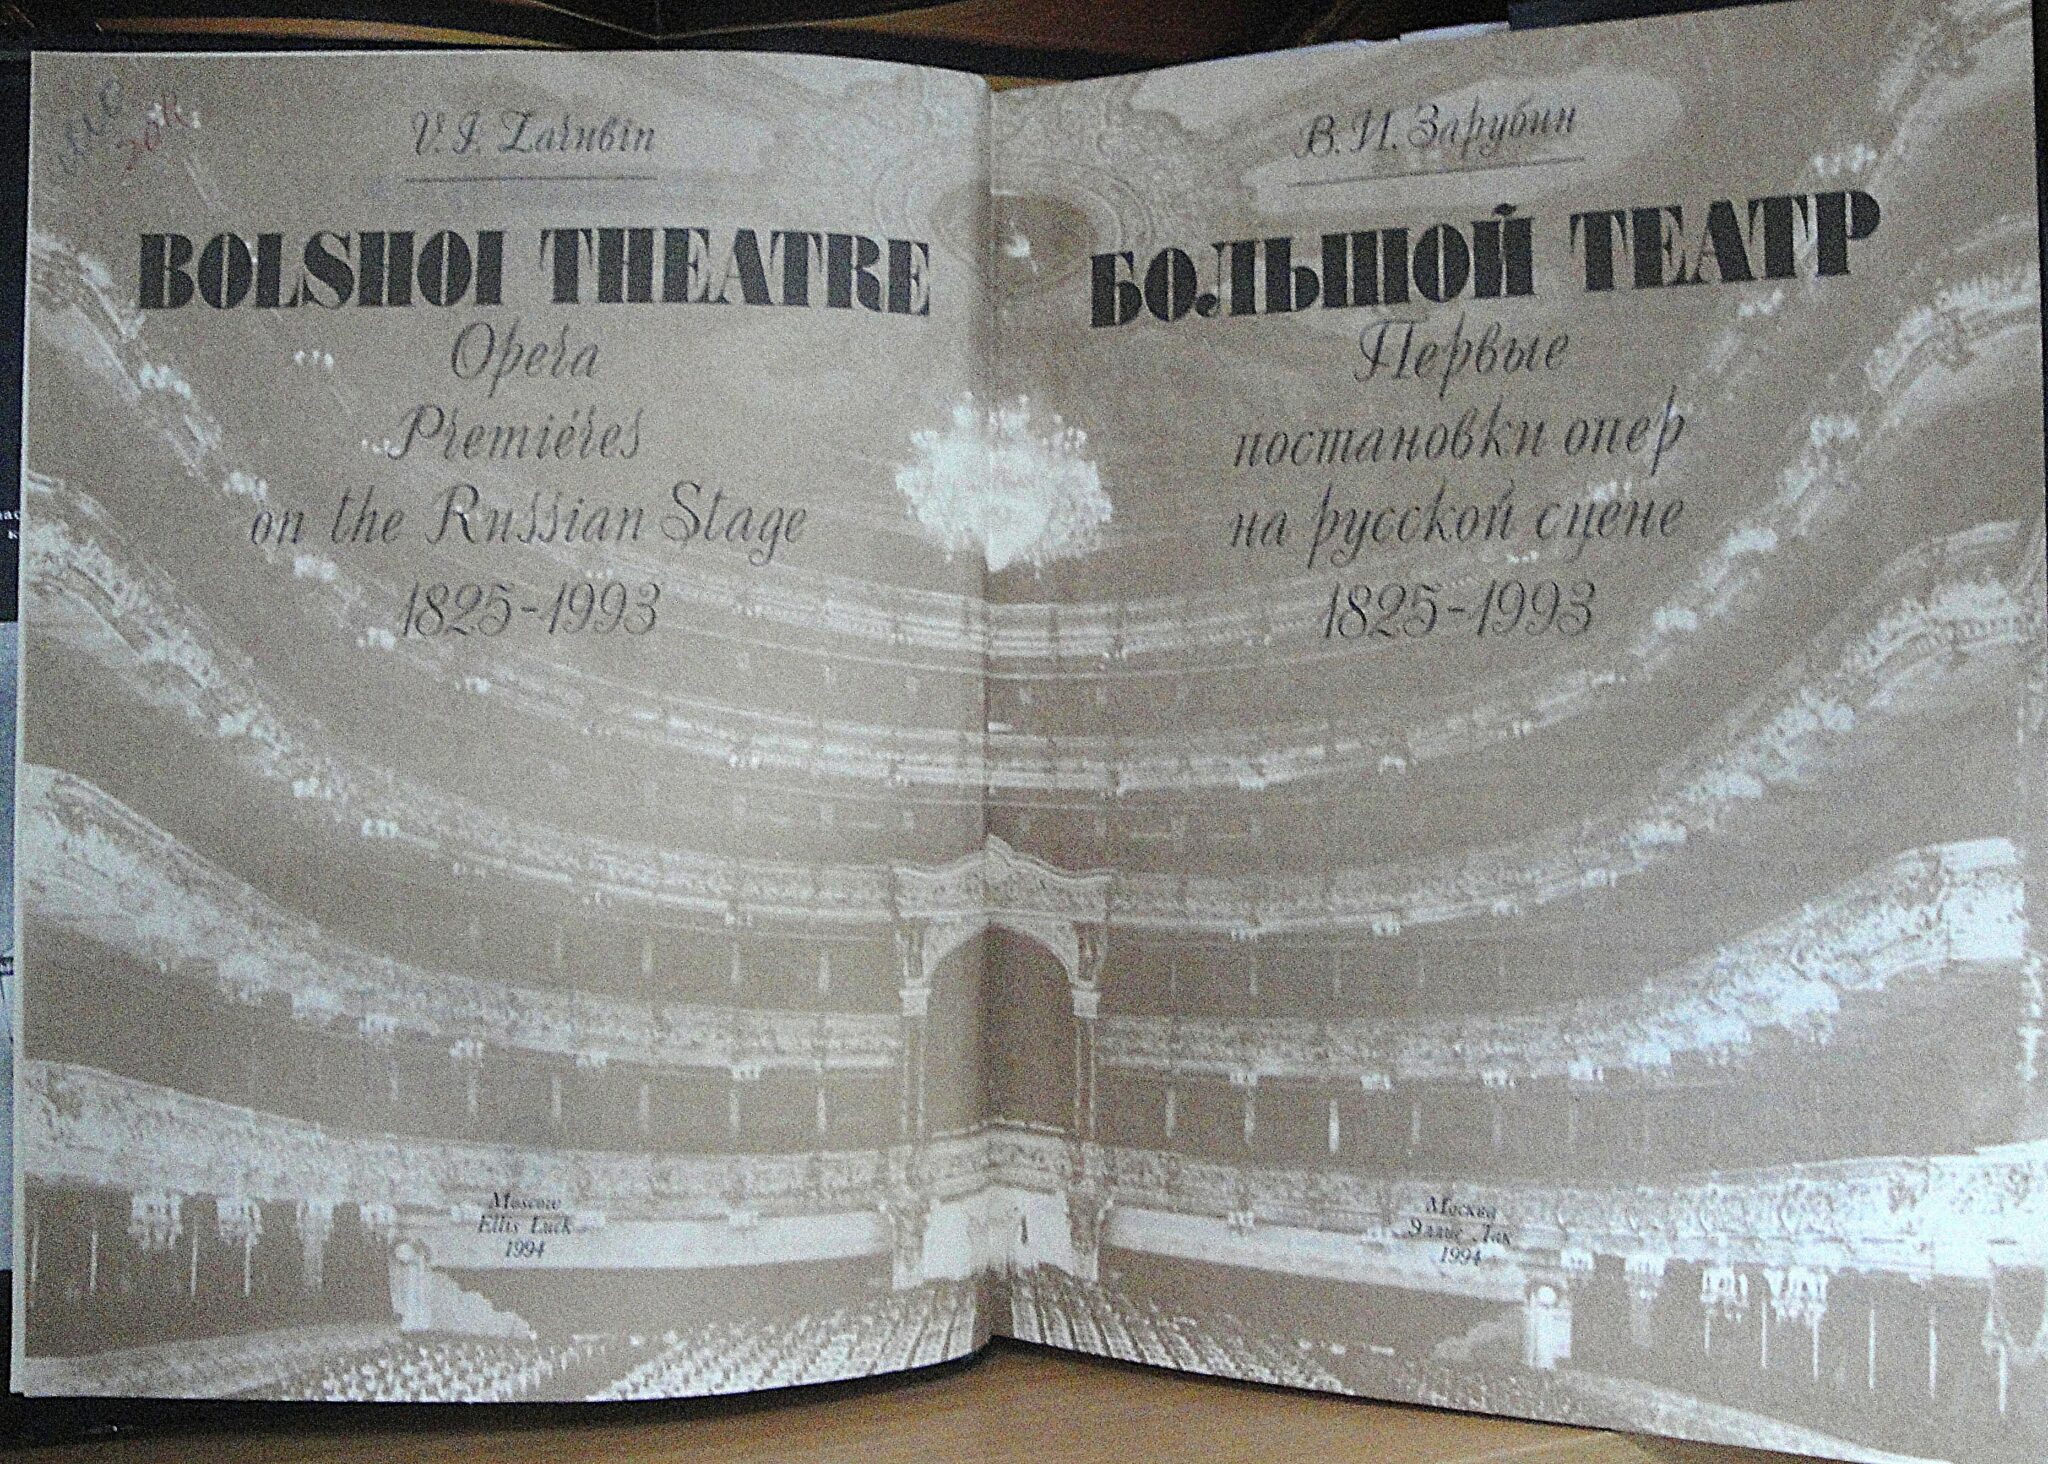 V. I. Zarubin
BOLSHOI THEATRE
Opera
Premiéres
on the Russian Stage
1825-1993
Moscow
Ellis Luck
1994
В. И. Зарубин
БОЛЬШОЙ ТЕАТР
Первые
постановки опер
на русской сцене
1825-1993
Москва
Эллис Лак
1994